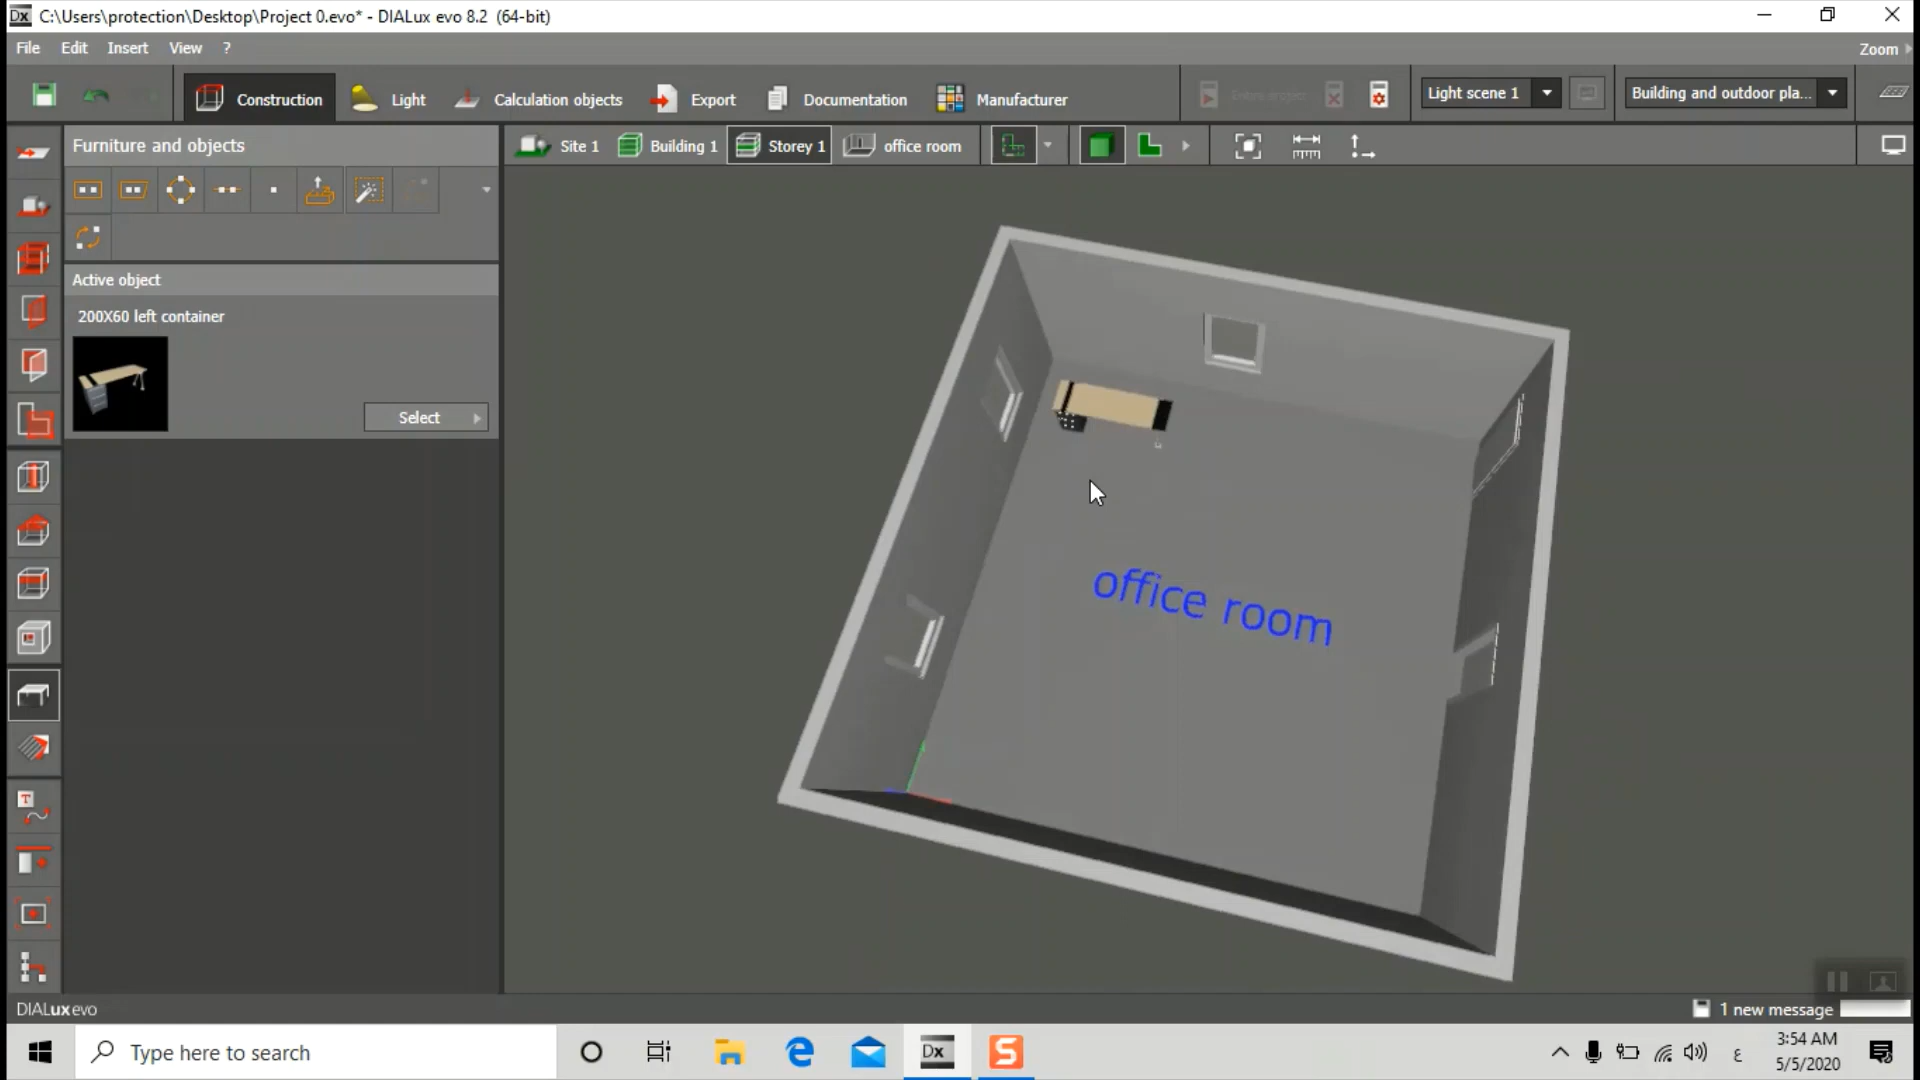 C:\Users\protection\Desktop\Project 0.evo* - DIALux evo 8.2 (64-bit)
File Edit Insert View ?
Zoom
Construction Light Calculation objects Export Documentation Manufacturer
Light scene 1
Building and outdoor pla...
Furniture and objects
Site 1 Building 1 Storey 1 office room
Active object
200X60 left container
Select
office room
DIALux evo
1 new message
Type here to search
Dx
S
ع
3:54 AM
5/5/2020